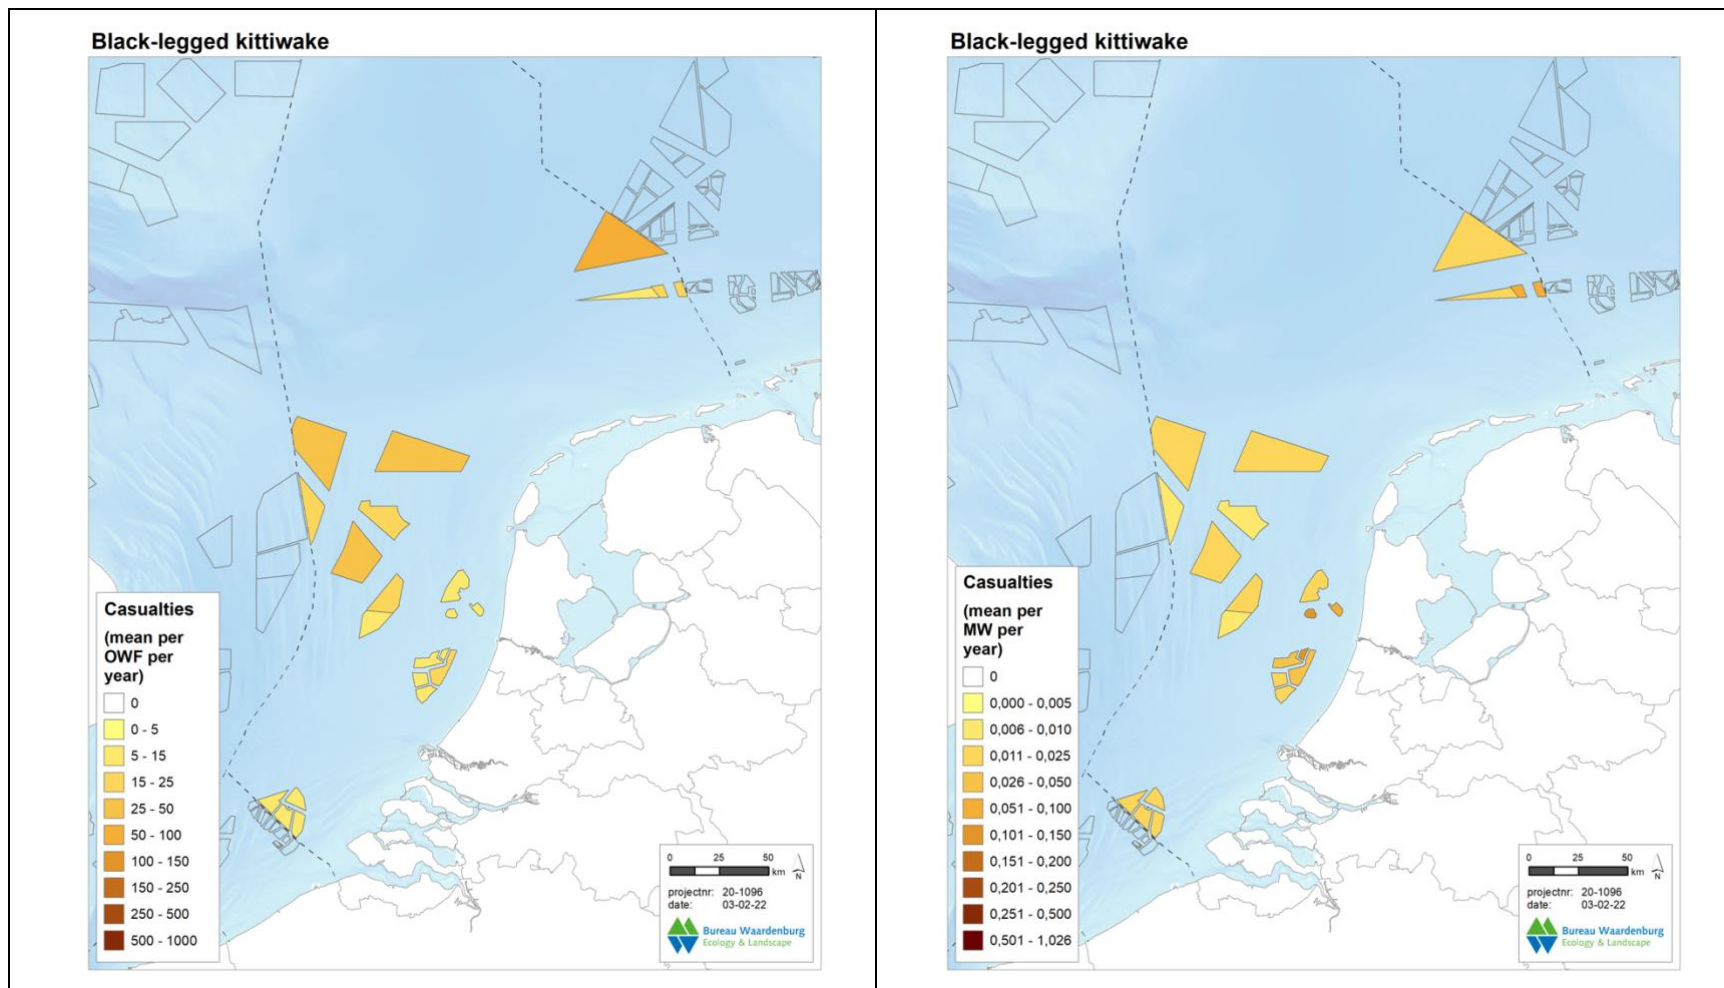 Black-legged kittiwake
Casualties
(mean per
OWF per
year)
0
0 - 5
5 - 15
15 - 25
25 - 50
50 - 100
100 - 150
150 - 250
250 - 500
500 - 1000
0 25 50
km
N
projectnr: 20-1096
date: 03-02-22
Bureau Waardenburg
Ecology & Landscape
Black-legged kittiwake
Casualties
(mean per
MW per
year)
0
0,000 - 0,005
0,006 - 0,010
0,011 - 0,025
0,026 - 0,050
0,051 - 0,100
0,101 - 0,150
0,151 - 0,200
0,201 - 0,250
0,251 - 0,500
0,501 - 1,026
0 25 50
km
N
projectnr: 20-1096
date: 03-02-22
Bureau Waardenburg
Ecology & Landscape